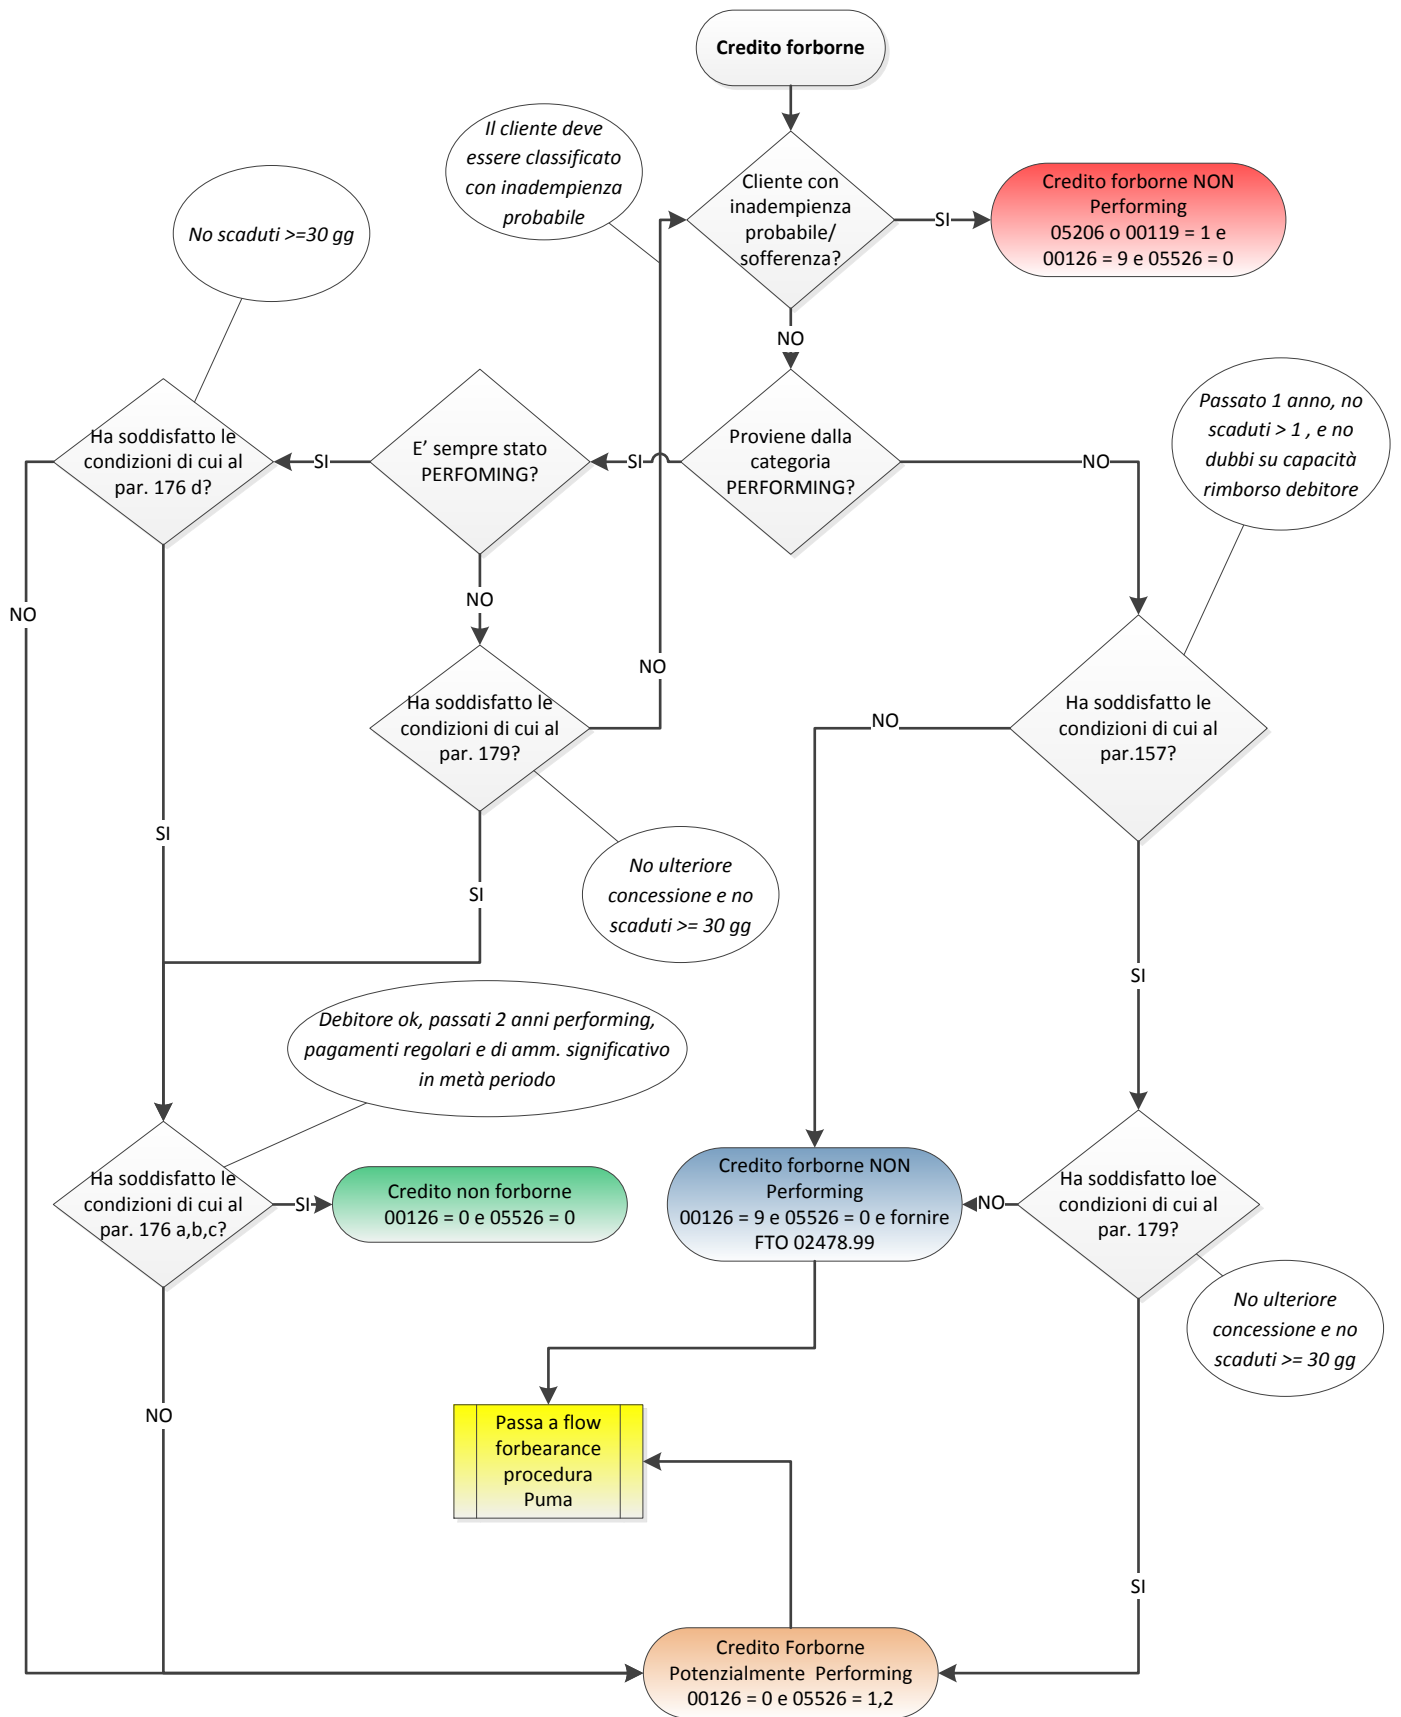 Credito forborne
Il cliente deve
essere classificato
con inadempienza
probabile
Cliente con
inadempienza
probabile/
sofferenza?
SI
Credito forborne NON
Performing
05206 o 00119 = 1 e
00126 = 9 e 05526 = 0
No scaduti >=30 gg
NO
Passato 1 anno, no
scaduti > 1 , e no
dubbi su capacità
rimborso debitore
Ha soddisfatto le
condizioni di cui al
par. 176 d?
SI
E’ sempre stato
PERFOMING?
SI
Proviene dalla
categoria
PERFORMING?
NO
NO
NO
NO
Ha soddisfatto le
condizioni di cui al
par. 179?
NO
Ha soddisfatto le
condizioni di cui al
par.157?
SI
SI
No ulteriore
concessione e no
scaduti >= 30 gg
SI
Debitore ok, passati 2 anni performing,
pagamenti regolari e di amm. significativo
in metà periodo
Ha soddisfatto le
condizioni di cui al
par. 176 a,b,c?
SI
Credito non forborne
00126 = 0 e 05526 = 0
Credito forborne NON
Performing
00126 = 9 e 05526 = 0 e fornire
FTO 02478.99
NO
Ha soddisfatto loe
condizioni di cui al
par. 179?
No ulteriore
concessione e no
scaduti >= 30 gg
NO
Passa a flow
forbearance
procedura
Puma
SI
Credito Forborne
Potenzialmente Performing
00126 = 0 e 05526 = 1,2